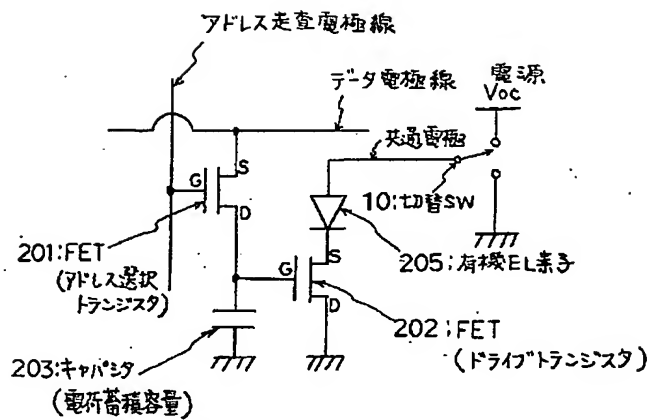 アドレス走査電極線
データ電極線
電源
Voc
共通電極
G
S
D
10:切替SW
201:FET
(アドレス選択
トランジスタ)
205:有機EL素子
G
S
D
202:FET
(ドライブトランジスタ)
203:キャパシタ
(電荷蓄積容量)